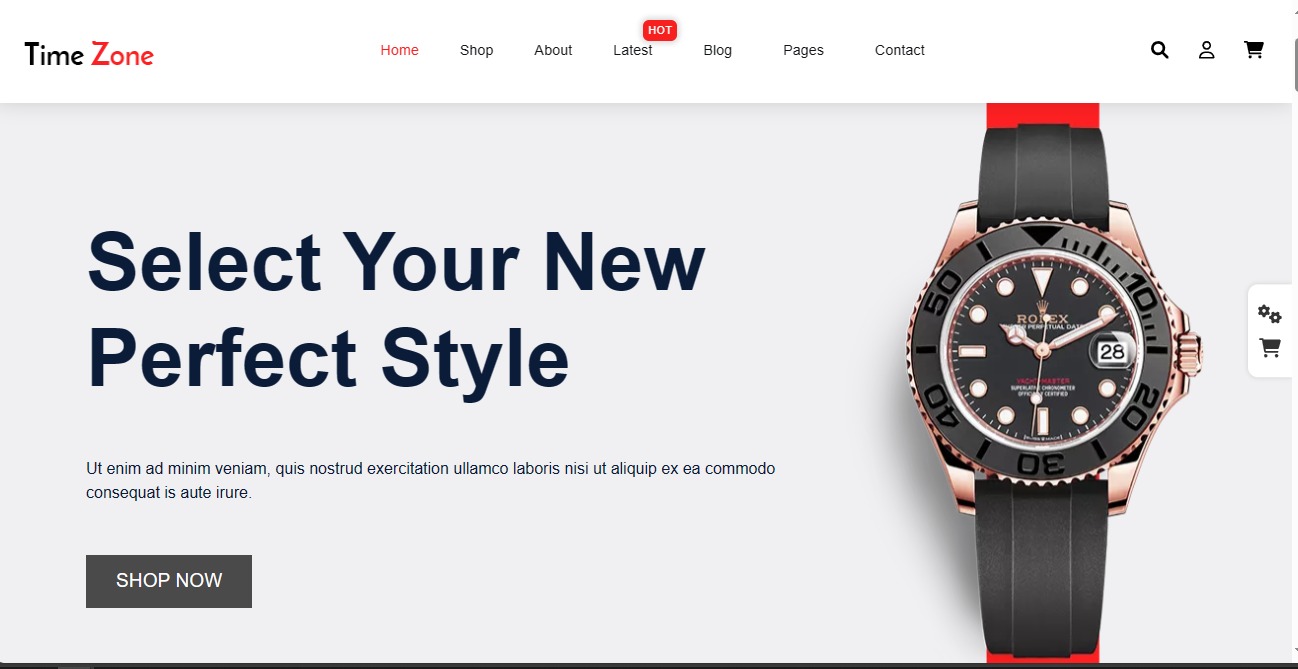 Time Zone
HOT
Home Shop About Latest Blog Pages Contact
Select Your New
Perfect Style
Ut enim ad minim veniam, quis nostrud exercitation ullamco laboris nisi ut aliquip ex ea commodo
consequat is aute irure.
SHOP NOW
10
50
ROLEX
PERPETUAL DATE
28
YACHT-MASTER
SUPERLATIVE CHRONOMETER
OFFICIALLY CERTIFIED
20
40
30